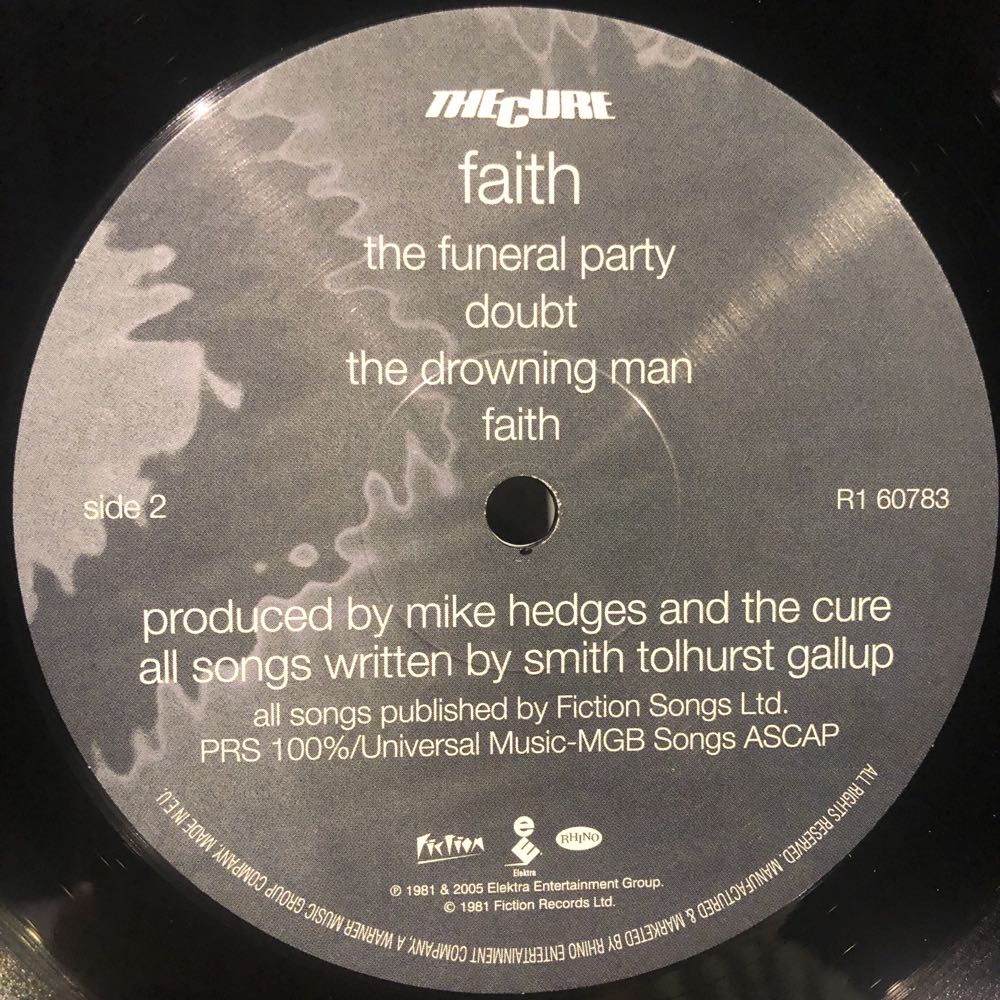 THE CURE
faith
the funeral party
doubt
the drowning man
faith
side 2
R1 60783
produced by mike hedges and the cure
all songs written by smith tolhurst gallup
all songs published by Fiction Songs Ltd.
PRS 100%/Universal Music-MGB Songs ASCAP
Fiction
e
Elektra
RHINO
℗ 1981 & 2005 Elektra Entertainment Group.
© 1981 Fiction Records Ltd.
ALL RIGHTS RESERVED. MANUFACTURED & MARKETED BY RHINO ENTERTAINMENT COMPANY, A WARNER MUSIC GROUP COMPANY. MADE IN E.U.